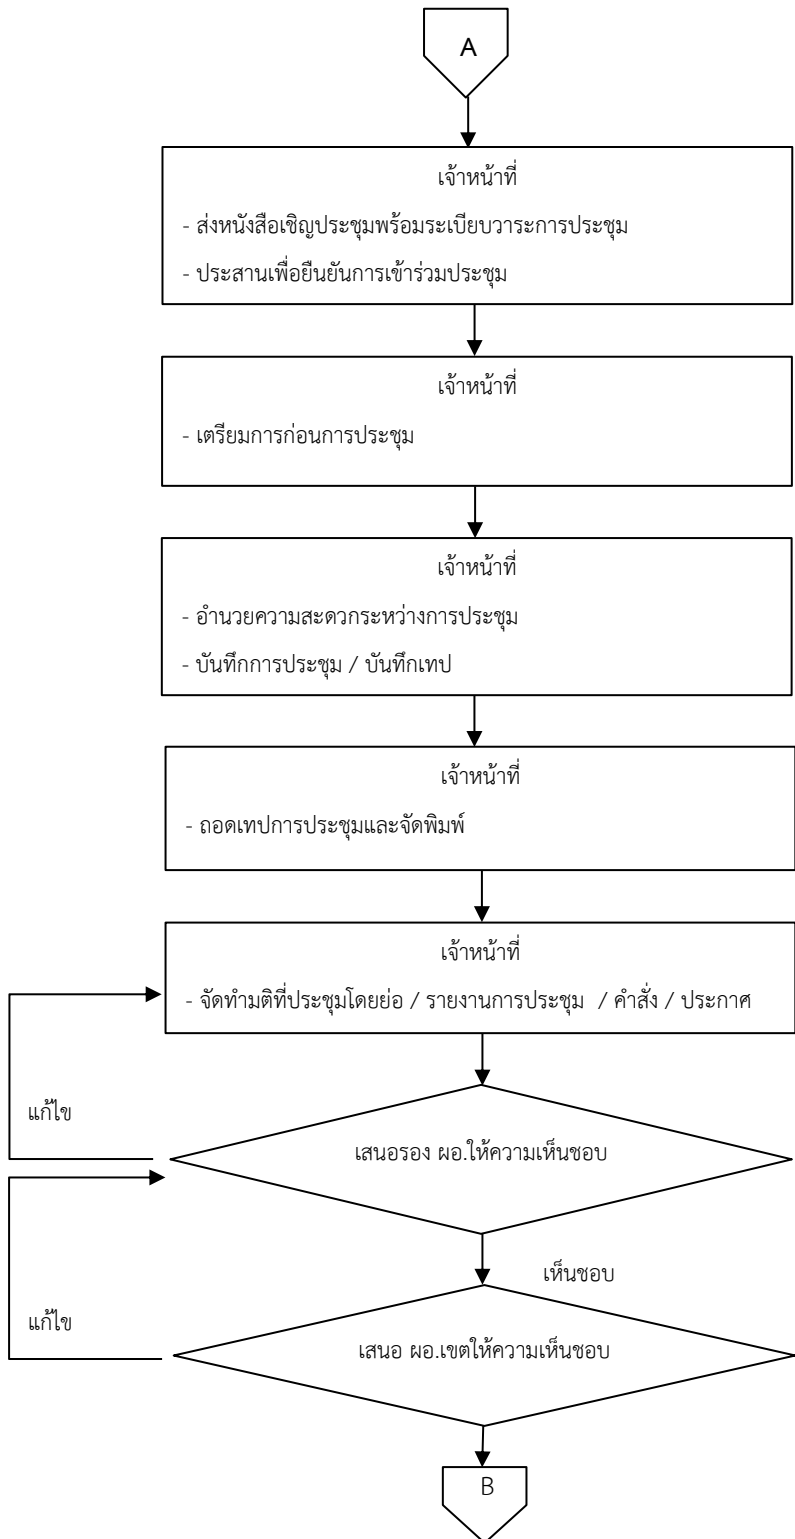 A
เจ้าหน้าที่
- ส่งหนังสือเชิญประชุมพร้อมระเบียบวาระการประชุม
- ประสานเพื่อยืนยันการเข้าร่วมประชุม
เจ้าหน้าที่
- เตรียมการก่อนการประชุม
เจ้าหน้าที่
- อำนวยความสะดวกระหว่างการประชุม
- บันทึกการประชุม / บันทึกเทป
เจ้าหน้าที่
- ถอดเทปการประชุมและจัดพิมพ์
เจ้าหน้าที่
- จัดทำมติที่ประชุมโดยย่อ / รายงานการประชุม / คำสั่ง / ประกาศ
แก้ไข
เสนอรอง ผอ.ให้ความเห็นชอบ
เห็นชอบ
แก้ไข
เสนอ ผอ.เขตให้ความเห็นชอบ
B